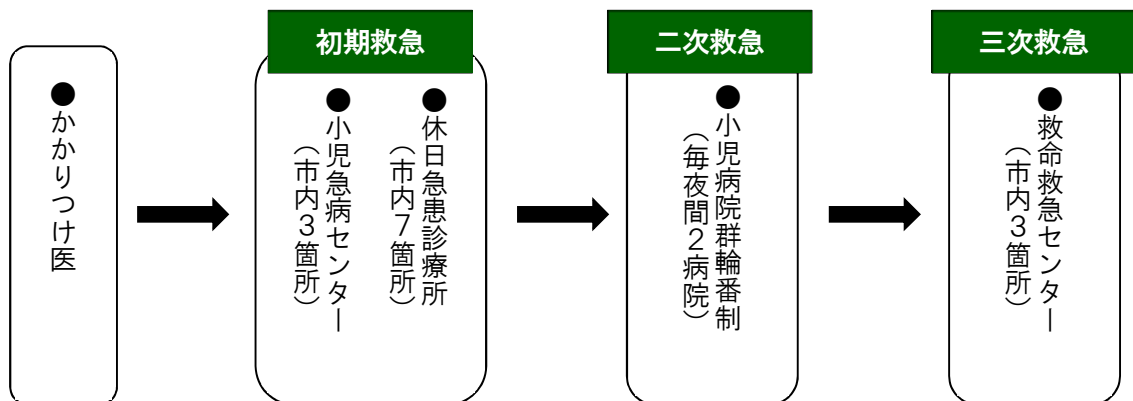 ●かかりつけ医
初期救急
●休日急患診療所
（市内７箇所）
●小児急病センター
（市内３箇所）
二次救急
●小児病院群輪番制
（毎夜間２病院）
三次救急
●救命救急センター
（市内３箇所）